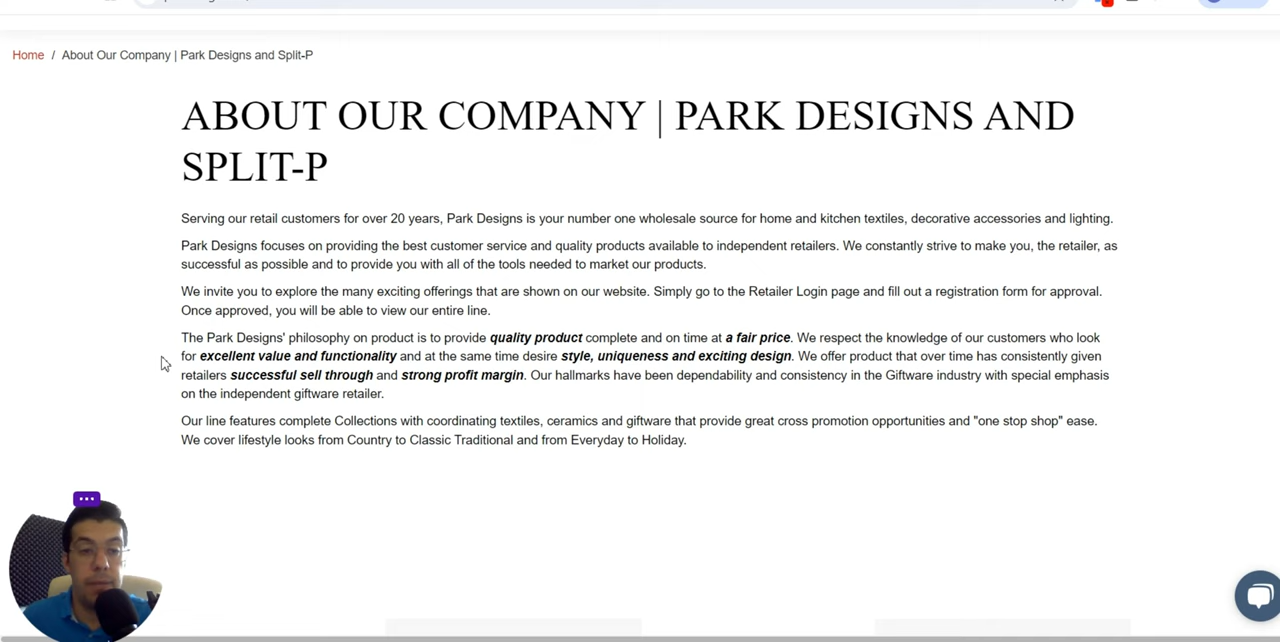 Home / About Our Company | Park Designs and Split-P
ABOUT OUR COMPANY | PARK DESIGNS AND
SPLIT-P
Serving our retail customers for over 20 years, Park Designs is your number one wholesale source for home and kitchen textiles, decorative accessories and lighting.
Park Designs focuses on providing the best customer service and quality products available to independent retailers. We constantly strive to make you, the retailer, as
successful as possible and to provide you with all of the tools needed to market our products.
We invite you to explore the many exciting offerings that are shown on our website. Simply go to the Retailer Login page and fill out a registration form for approval.
Once approved, you will be able to view our entire line.
The Park Designs' philosophy on product is to provide quality product complete and on time at a fair price. We respect the knowledge of our customers who look
for excellent value and functionality and at the same time desire style, uniqueness and exciting design. We offer product that over time has consistently given
retailers successful sell through and strong profit margin. Our hallmarks have been dependability and consistency in the Giftware industry with special emphasis
on the independent giftware retailer.
Our line features complete Collections with coordinating textiles, ceramics and giftware that provide great cross promotion opportunities and "one stop shop" ease.
We cover lifestyle looks from Country to Classic Traditional and from Everyday to Holiday.